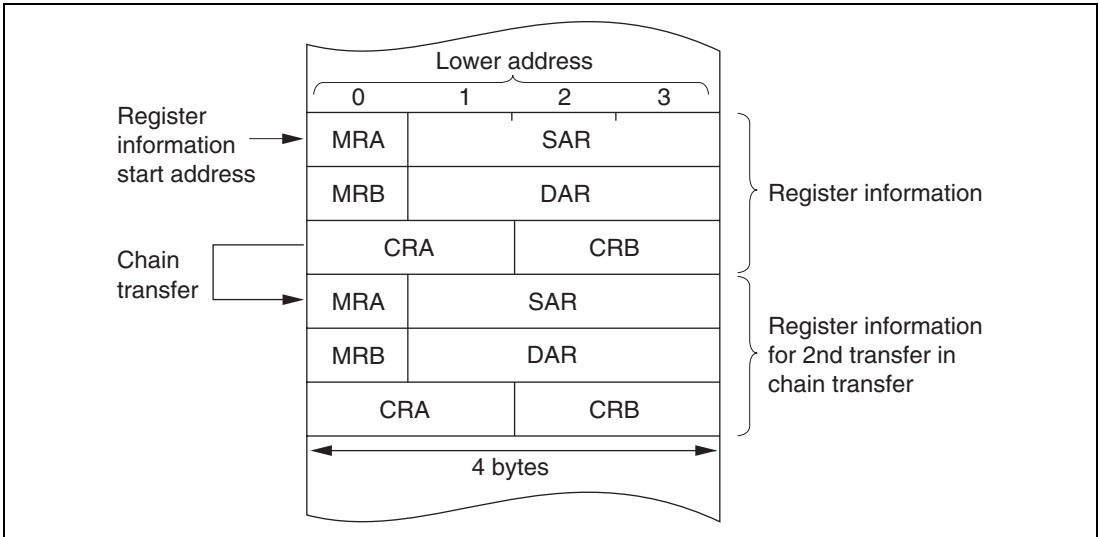 Lower address
0 1 2 3
Register
information
start address
MRA SAR
MRB DAR
Register information
CRA CRB
Chain
transfer
MRA SAR
MRB DAR
Register information
for 2nd transfer in
chain transfer
CRA CRB
4 bytes